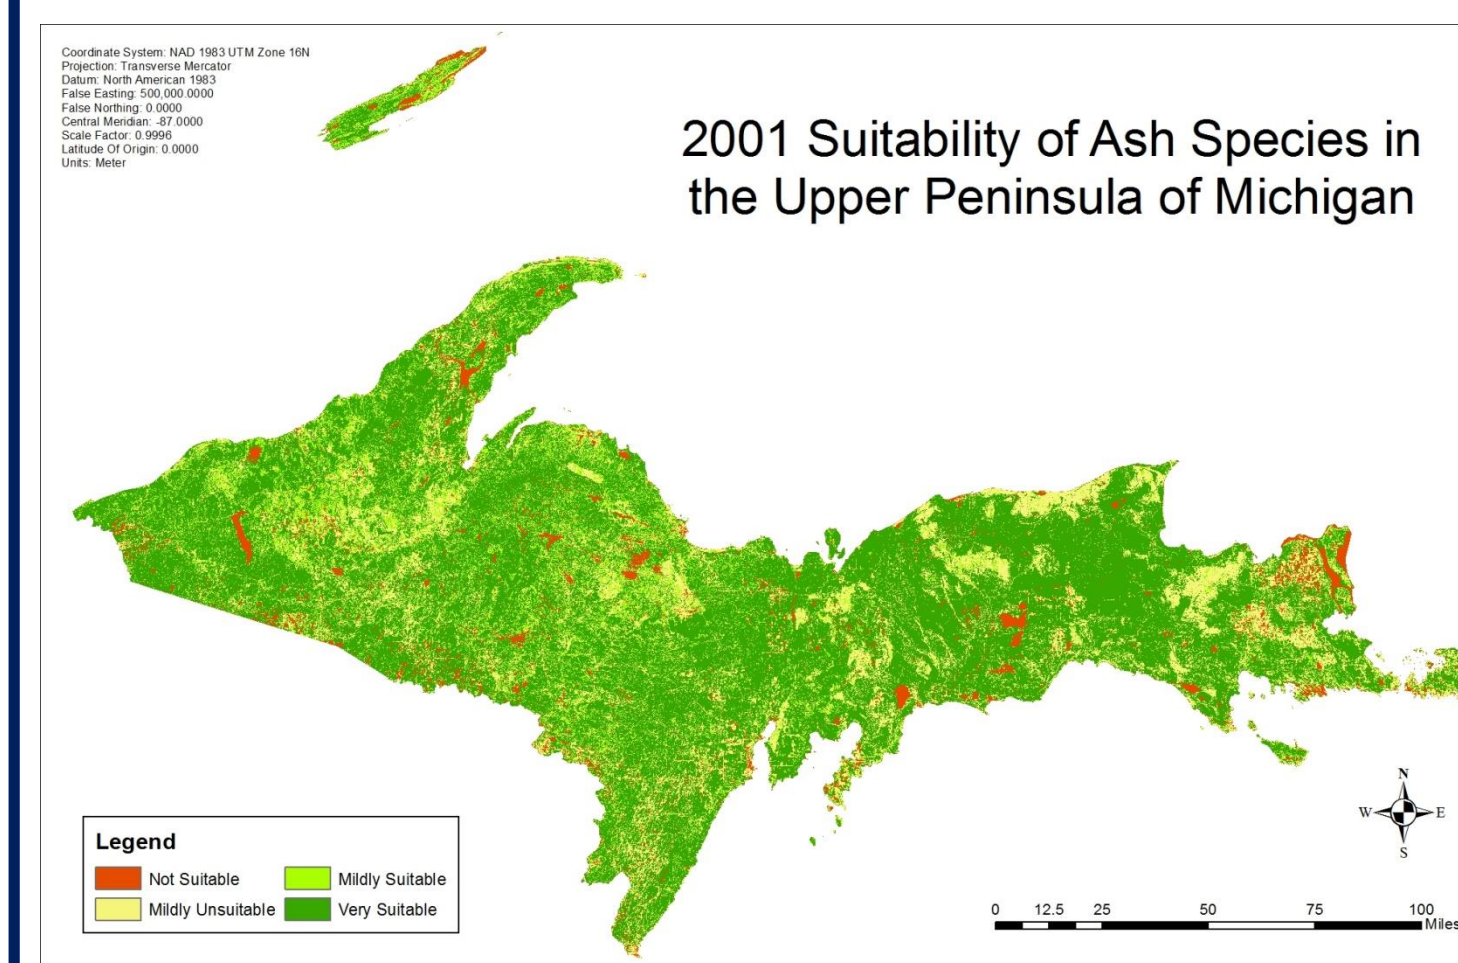 Coordinate System: NAD 1983 UTM Zone 16N
Projection: Transverse Mercator
Datum: North American 1983
False Easting: 500,000.0000
False Northing: 0.0000
Central Meridian: -87.0000
Scale Factor: 0.9996
Latitude Of Origin: 0.0000
Units: Meter
2001 Suitability of Ash Species in
the Upper Peninsula of Michigan
N
W E
S
Legend
Not Suitable Mildly Suitable
Mildly Unsuitable Very Suitable
0 12.5 25 50 75 100
Miles